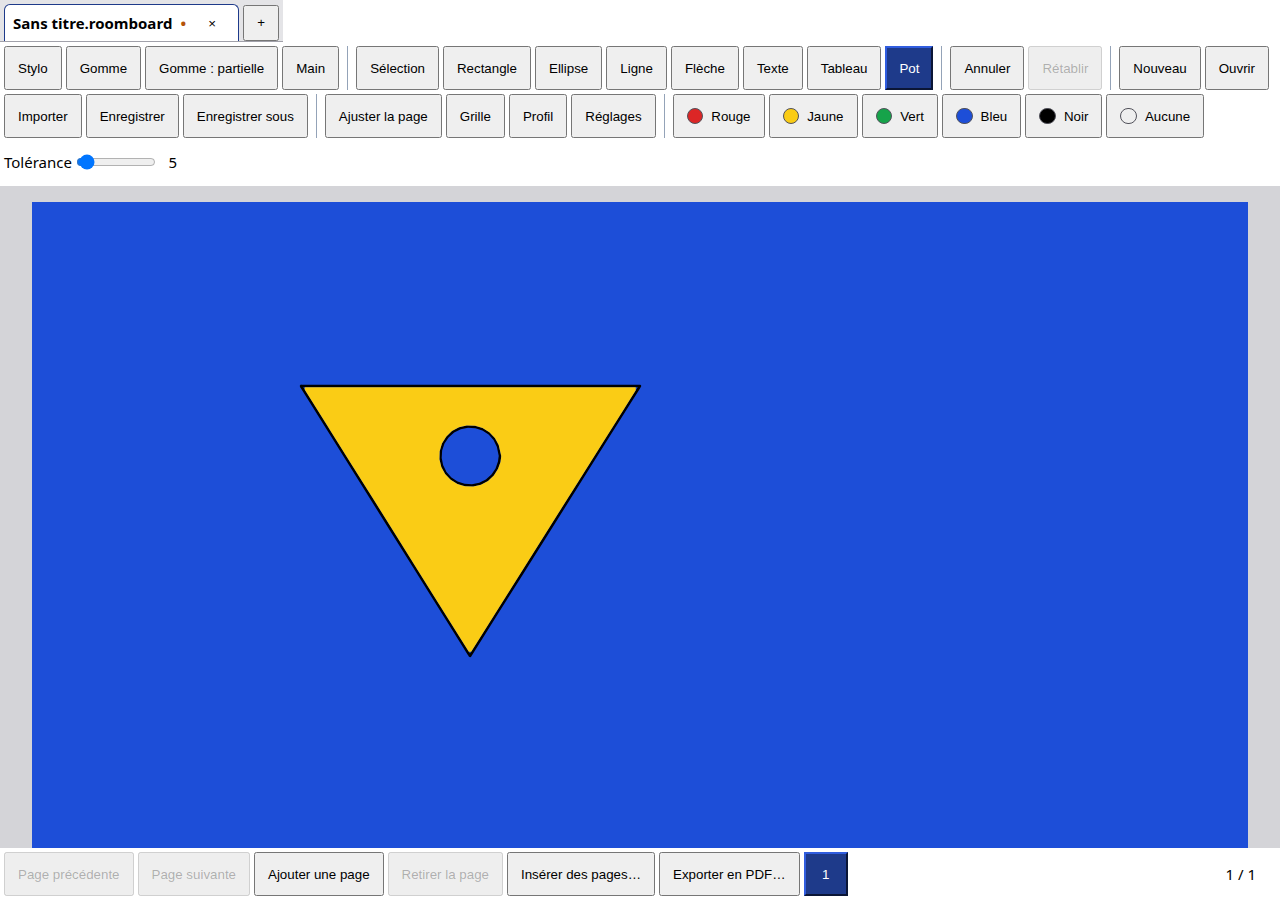 Sans titre.roomboard • × +
Stylo Gomme Gomme : partielle Main Sélection Rectangle Ellipse Ligne Flèche Texte Tableau Pot Annuler Rétablir Nouveau Ouvrir
Importer Enregistrer Enregistrer sous Ajuster la page Grille Profil Réglages Rouge Jaune Vert Bleu Noir Aucune
Tolérance 5
Page précédente Page suivante Ajouter une page Retirer la page Insérer des pages… Exporter en PDF… 1 1 / 1